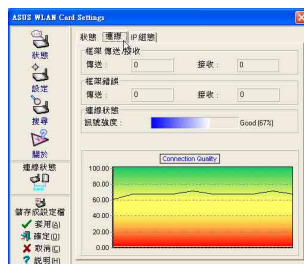 ASUS WLAN Card Settings
狀態
設定
搜尋
關於
連線狀態
儲存成設定檔
套用(A)
確定(O)
取消(C)
說明(H)
狀態 連線 IP組態
框架 傳送/接收
傳送： 0 接收： 0
框架錯誤
傳送： 0 接收： 0
連線狀態
訊號強度： Good (67%)
Connection Quality
100.00
80.00
60.00
40.00
20.00
0.00